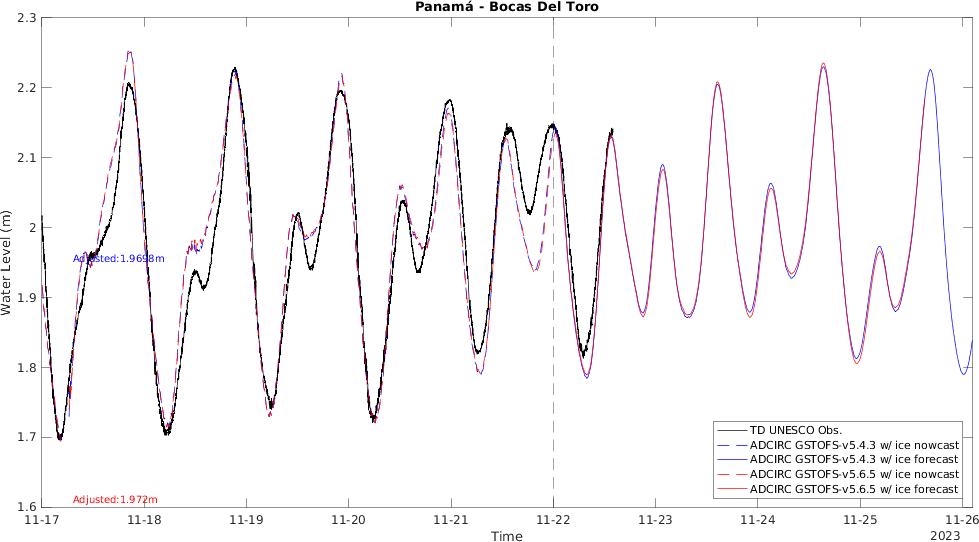 Panamá - Bocas Del Toro
2.3
2.2
2.1
2
1.9
1.8
1.7
1.6
Water Level (m)
Adjusted:1.9698m
Adjusted:1.972m
TD UNESCO Obs.
ADCIRC GSTOFS-v5.4.3 w/ ice nowcast
ADCIRC GSTOFS-v5.4.3 w/ ice forecast
ADCIRC GSTOFS-v5.6.5 w/ ice nowcast
ADCIRC GSTOFS-v5.6.5 w/ ice forecast
11-17 11-18 11-19 11-20 11-21 11-22 11-23 11-24 11-25 11-26
Time
2023